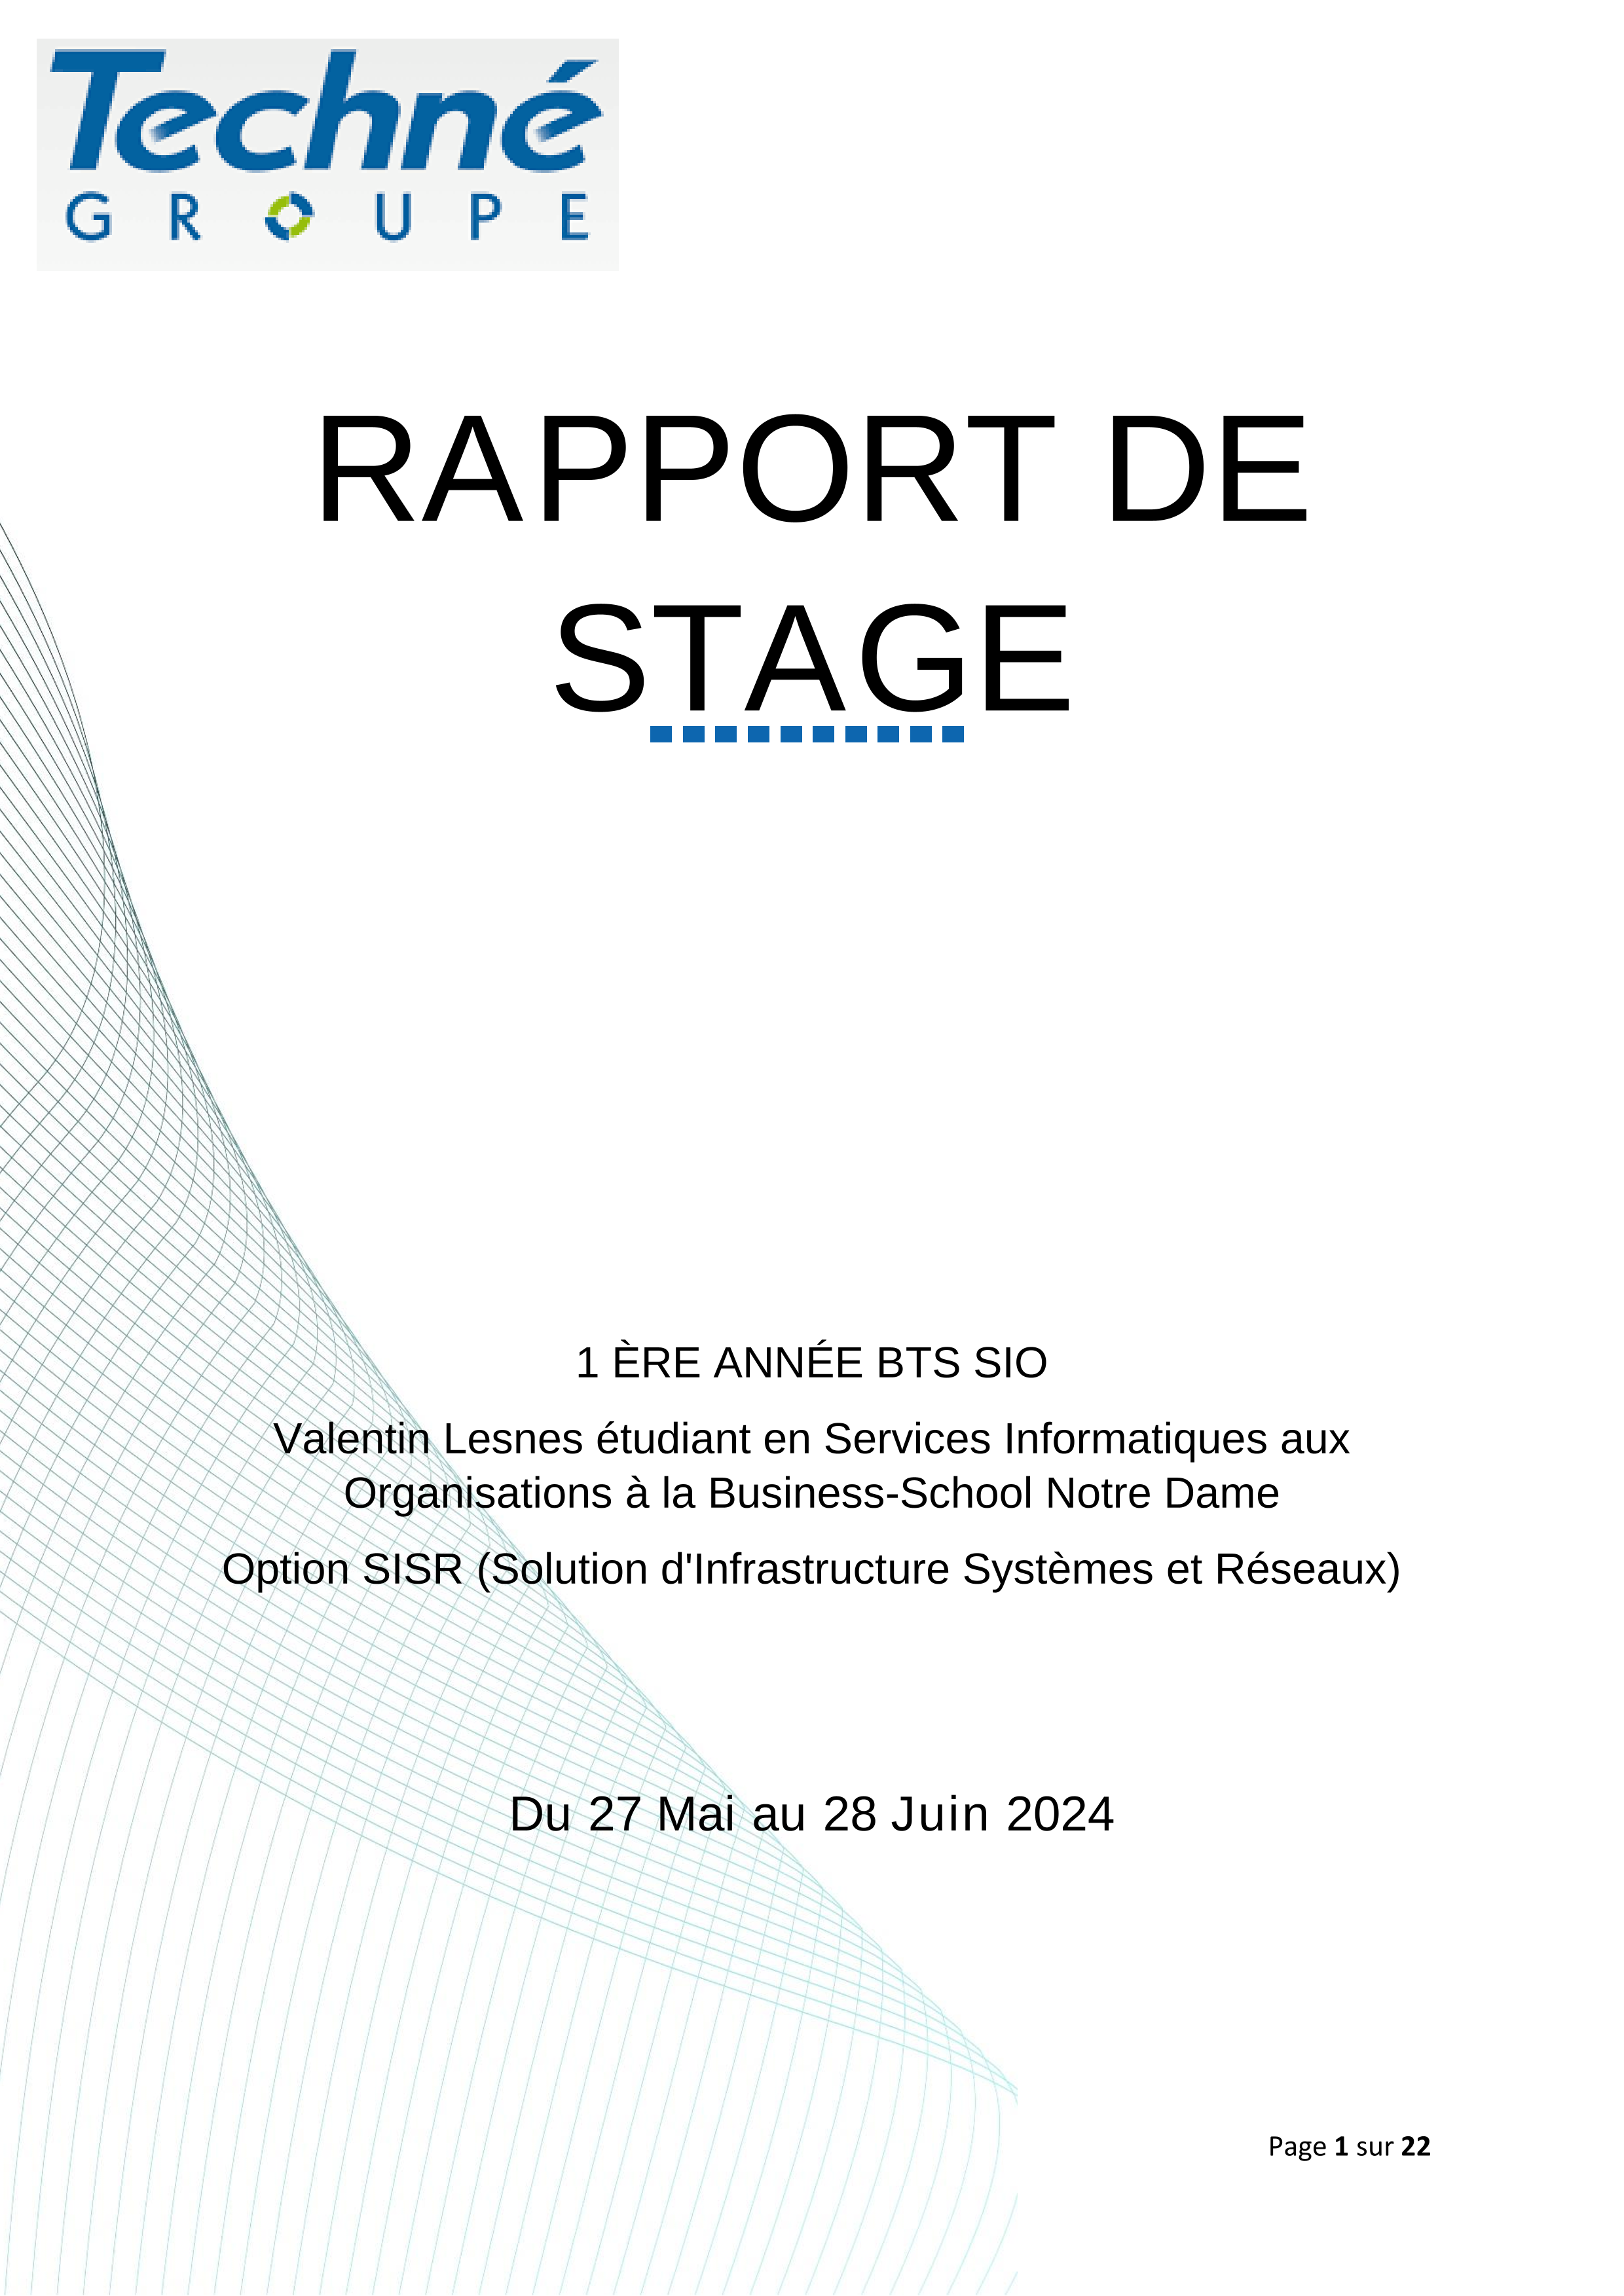 Techné
GROUPE
RAPPORT DE
STAGE
1 ÈRE ANNÉE BTS SIO
Valentin Lesnes étudiant en Services Informatiques aux
Organisations à la Business-School Notre Dame
Option SISR (Solution d'Infrastructure Systèmes et Réseaux)
Du 27 Mai au 28 Juin 2024
Page 1 sur 22